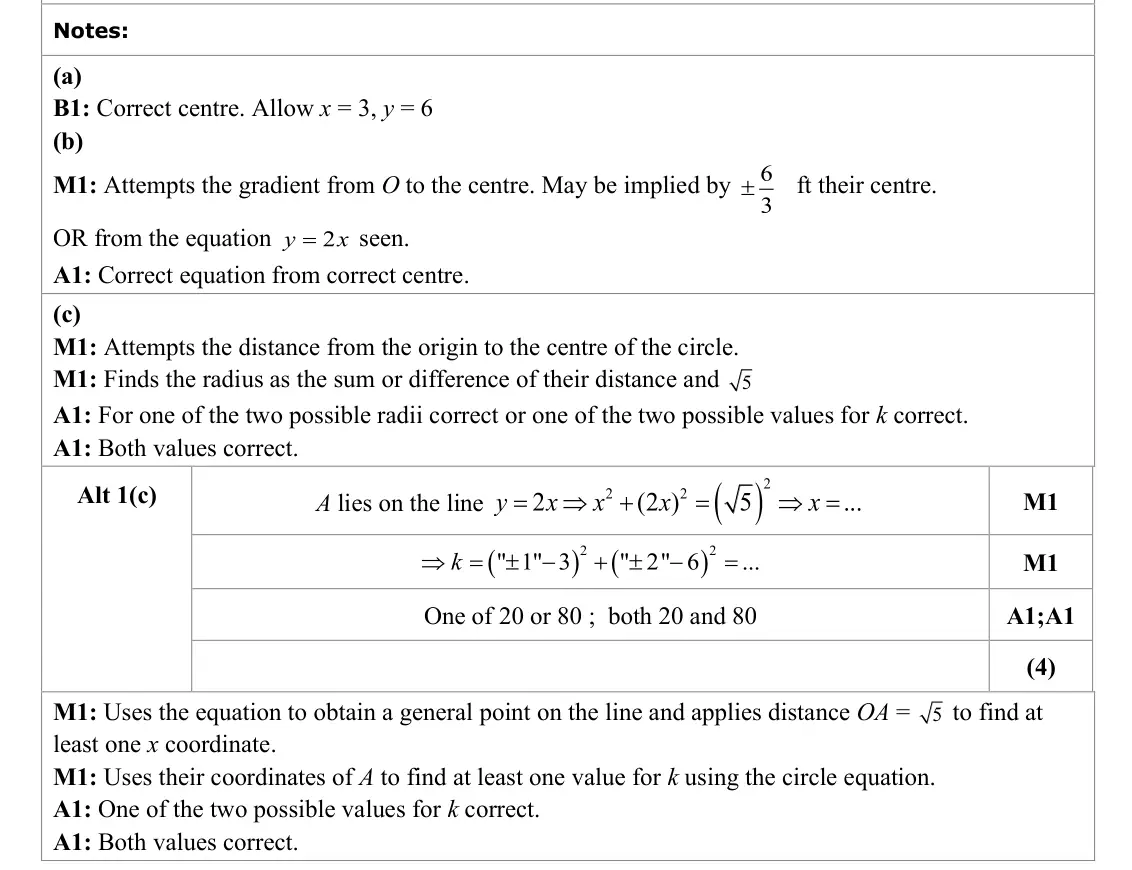 Notes:
(a)
B1: Correct centre. Allow x = 3, y = 6
(b)
M1: Attempts the gradient from O to the centre. May be implied by ± 6/3 ft their centre.
OR from the equation y = 2x seen.
A1: Correct equation from correct centre.
(c)
M1: Attempts the distance from the origin to the centre of the circle.
M1: Finds the radius as the sum or difference of their distance and √5
A1: For one of the two possible radii correct or one of the two possible values for k correct.
A1: Both values correct.
Alt 1(c) A lies on the line y = 2x ⇒ x² + (2x)² = (√5)² ⇒ x = ... M1
⇒ k = ("±1"−3)² + ("±2"−6)² = ... M1
One of 20 or 80 ; both 20 and 80 A1;A1
(4)
M1: Uses the equation to obtain a general point on the line and applies distance OA = √5 to find at
least one x coordinate.
M1: Uses their coordinates of A to find at least one value for k using the circle equation.
A1: One of the two possible values for k correct.
A1: Both values correct.